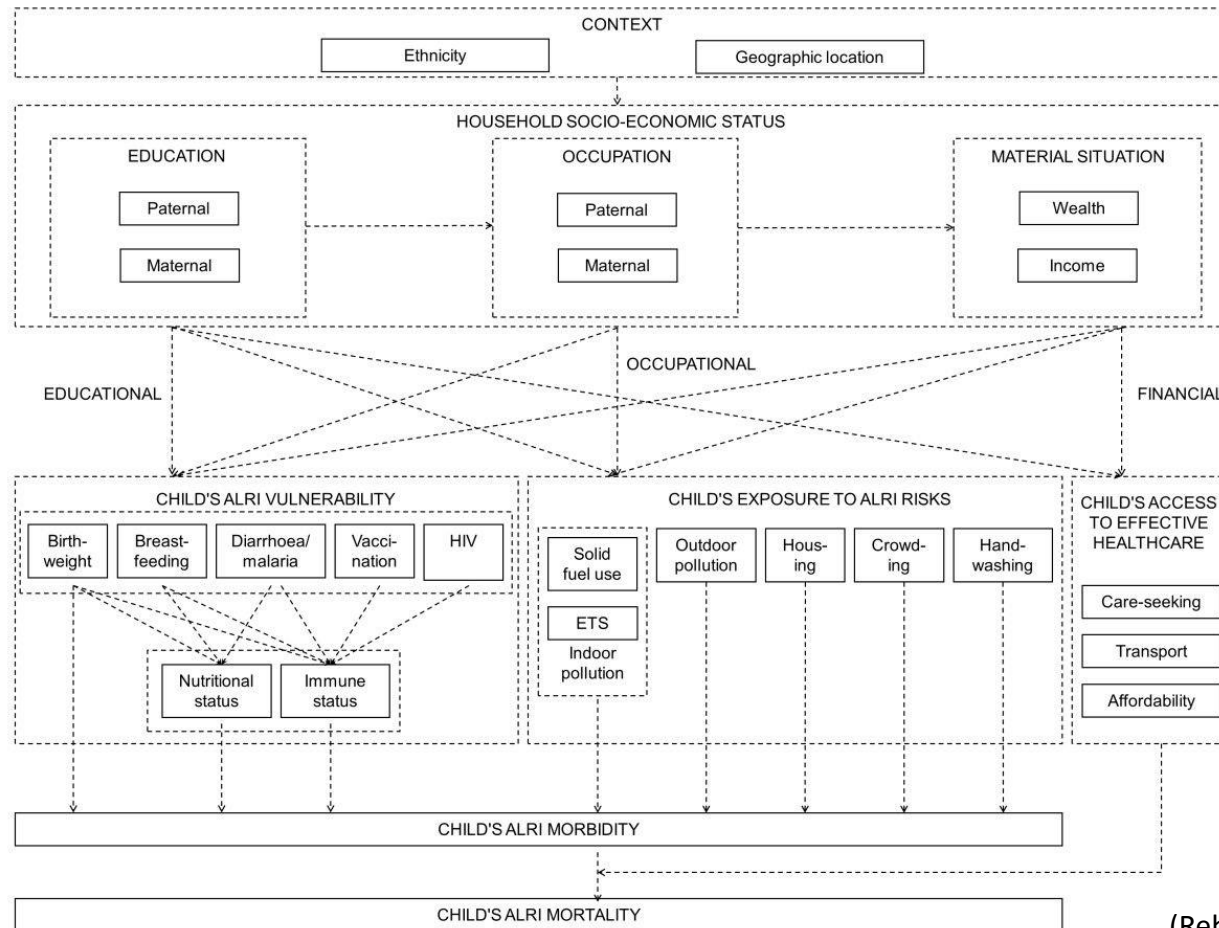 CONTEXT
Ethnicity
Geographic location
HOUSEHOLD SOCIO-ECONOMIC STATUS
EDUCATION
Paternal
Maternal
OCCUPATION
Paternal
Maternal
MATERIAL SITUATION
Wealth
Income
EDUCATIONAL
OCCUPATIONAL
FINANCIAL
CHILD'S ALRI VULNERABILITY
Birth-
weight
Breast-
feeding
Diarrhoea/
malaria
Vacci-
nation
HIV
Nutritional
status
Immune
status
CHILD'S EXPOSURE TO ALRI RISKS
Solid
fuel use
ETS
Indoor
pollution
Outdoor
pollution
Hous-
ing
Crowd-
ing
Hand-
washing
CHILD'S ACCESS
TO EFFECTIVE
HEALTHCARE
Care-seeking
Transport
Affordability
CHILD'S ALRI MORBIDITY
CHILD'S ALRI MORTALITY